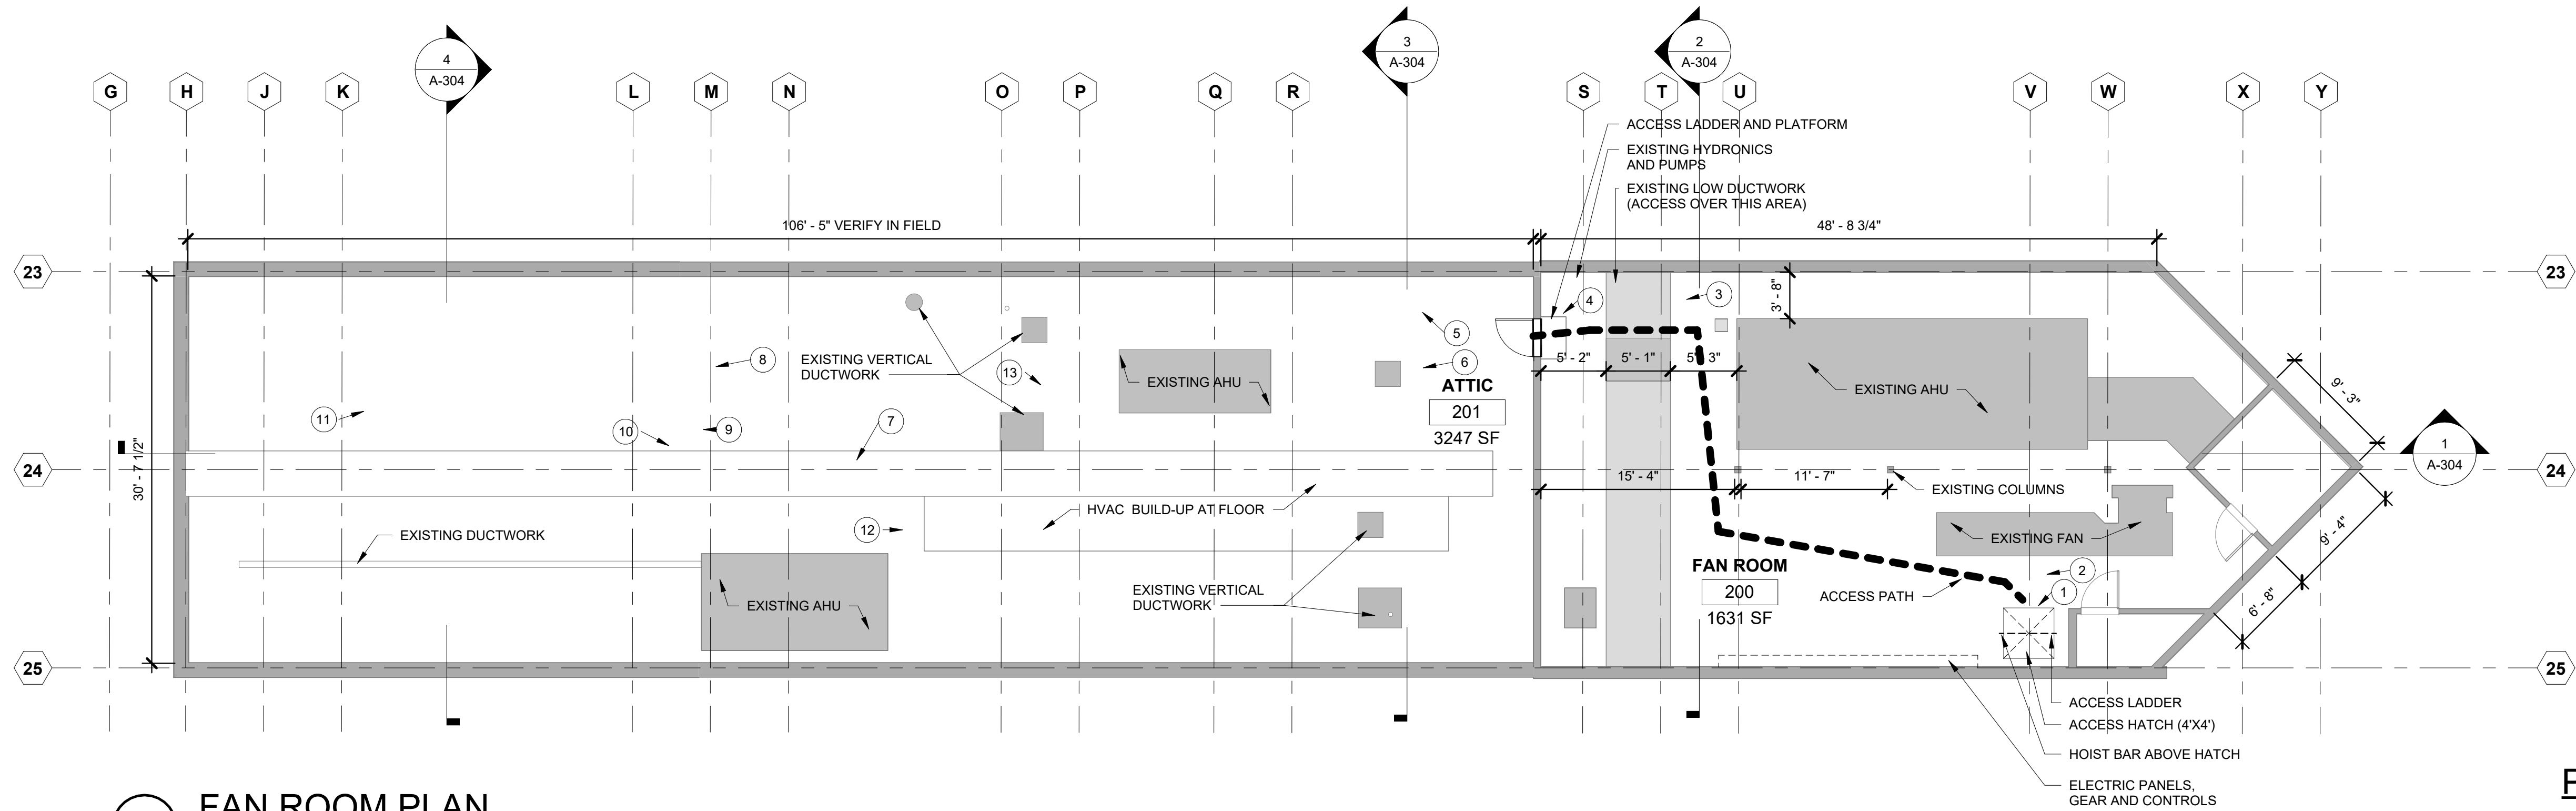 4
A-304
3
A-304
2
A-304
G
H
J
K
L
M
N
O
P
Q
R
S
T
U
V
W
X
Y
ACCESS LADDER AND PLATFORM
EXISTING HYDRONICS
AND PUMPS
EXISTING LOW DUCTWORK
(ACCESS OVER THIS AREA)
106' - 5" VERIFY IN FIELD
48' - 8 3/4"
23
23
3' - 8"
4
3
5
6
8
EXISTING VERTICAL
DUCTWORK
13
EXISTING AHU
5' - 2"
5' - 1"
5' - 3"
ATTIC
201
3247 SF
EXISTING AHU
9' - 3"
11
10
9
7
30' - 7 1/2"
24
24
1
A-304
15' - 4"
11' - 7"
EXISTING COLUMNS
HVAC BUILD-UP AT FLOOR
12
EXISTING DUCTWORK
EXISTING FAN
9' - 4"
FAN ROOM
200
1631 SF
2
1
ACCESS PATH
EXISTING VERTICAL
DUCTWORK
EXISTING AHU
6' - 8"
25
25
ACCESS LADDER
ACCESS HATCH (4'X4')
HOIST BAR ABOVE HATCH
ELECTRIC PANELS,
GEAR AND CONTROLS
FAN ROOM PLAN